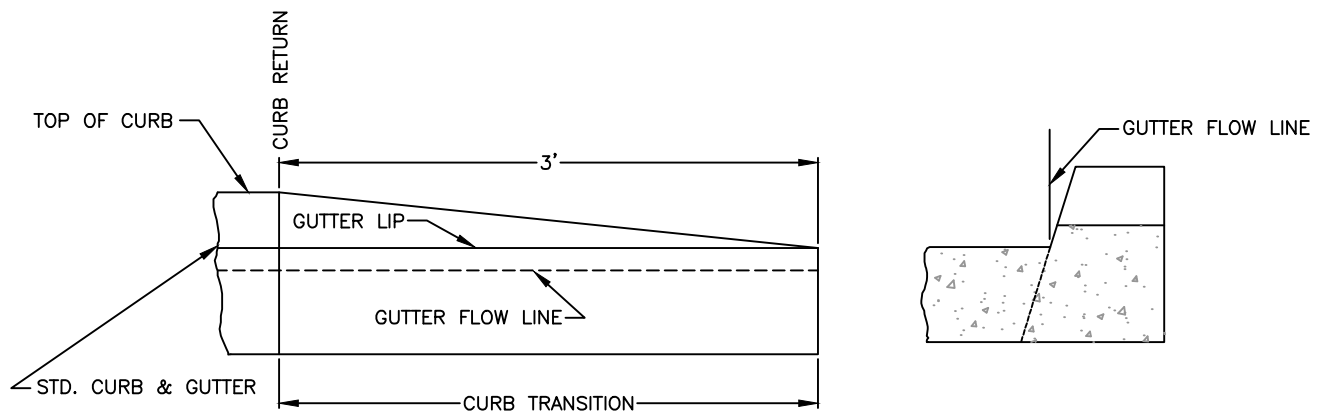 CURB RETURN
TOP OF CURB
3'
GUTTER LIP
GUTTER FLOW LINE
STD. CURB & GUTTER
CURB TRANSITION
GUTTER FLOW LINE